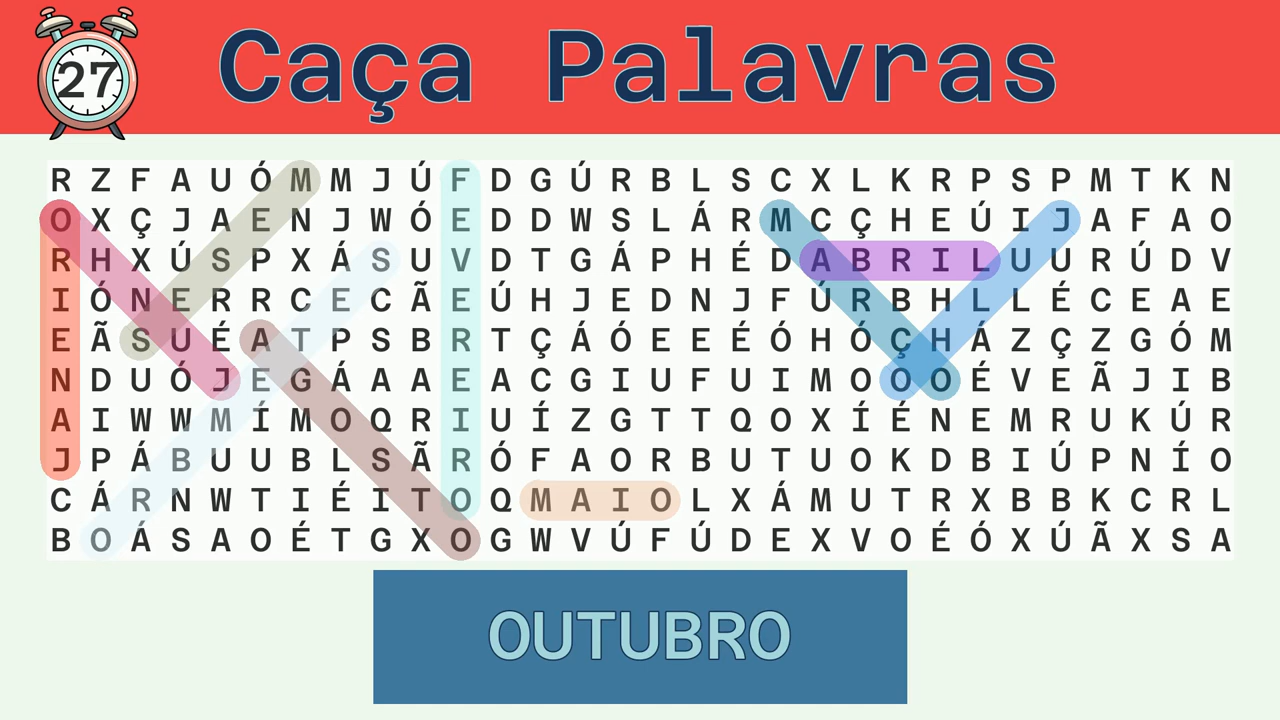 27
Caça Palavras
R Z F A U Ó M M J Ú F D G Ú R B L S C X L K R P S P M T K N
O X Ç J A E N J W Ó E D D W S L Á R M C Ç H E Ú I J A F A O
R H X Ú S P X Á S U V D T G Á P H É D A B R I L U U R Ú D V
I Ó N E R R C E C Ã E Ú H J E D N J F Ú R B H L L É C E A E
E Ã S U É A T P S B R T Ç Á Ó E E É Ó H Ó Ç H Á Z Ç Z G Ó M
N D U Ó J E G Á A A E A C G I U F U I M O O O É V E Ã J I B
A I W W M Í M O Q R I U Í Z G T T Q O X Í É N E M R U K Ú R
J P Á B U U B L S Ã R Ó F A O R B U T U O K D B I Ú P N Í O
C Á R N W T I É I T O Q M A I O L X Á M U T R X B B K C R L
B O Á S A O É T G X O G W V Ú F Ú D E X V O É Ó X Ú Ã X S A
OUTUBRO